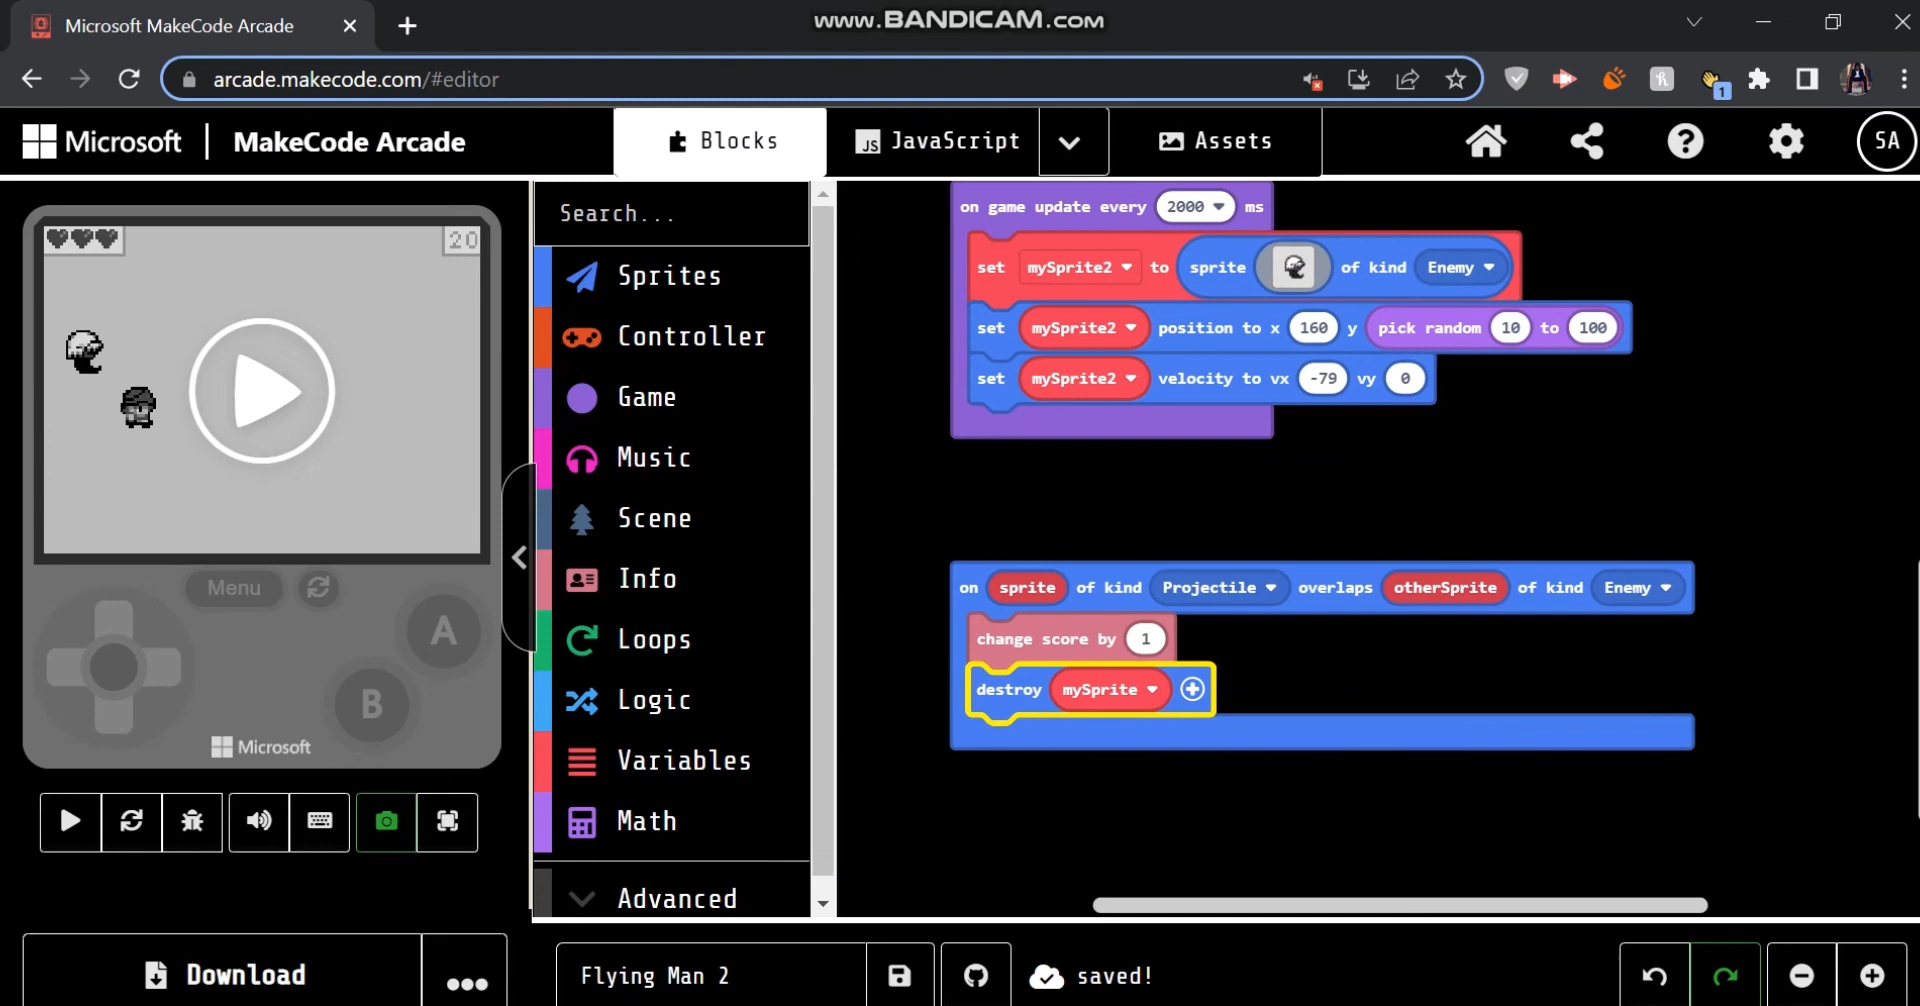 Microsoft MakeCode Arcade
www.BANDICAM.com
arcade.makecode.com/#editor
1
Microsoft | MakeCode Arcade
Blocks
JS JavaScript
Assets
SA
20
Menu
A
B
Microsoft
Search...
Sprites
Controller
Game
Music
Scene
Info
Loops
Logic
Variables
Math
Advanced
on game update every 2000 ms
set mySprite2 to sprite of kind Enemy
set mySprite2 position to x 160 y pick random 10 to 100
set mySprite2 velocity to vx -79 vy 0
on sprite of kind Projectile overlaps otherSprite of kind Enemy
change score by 1
destroy mySprite
Download
Flying Man 2
saved!